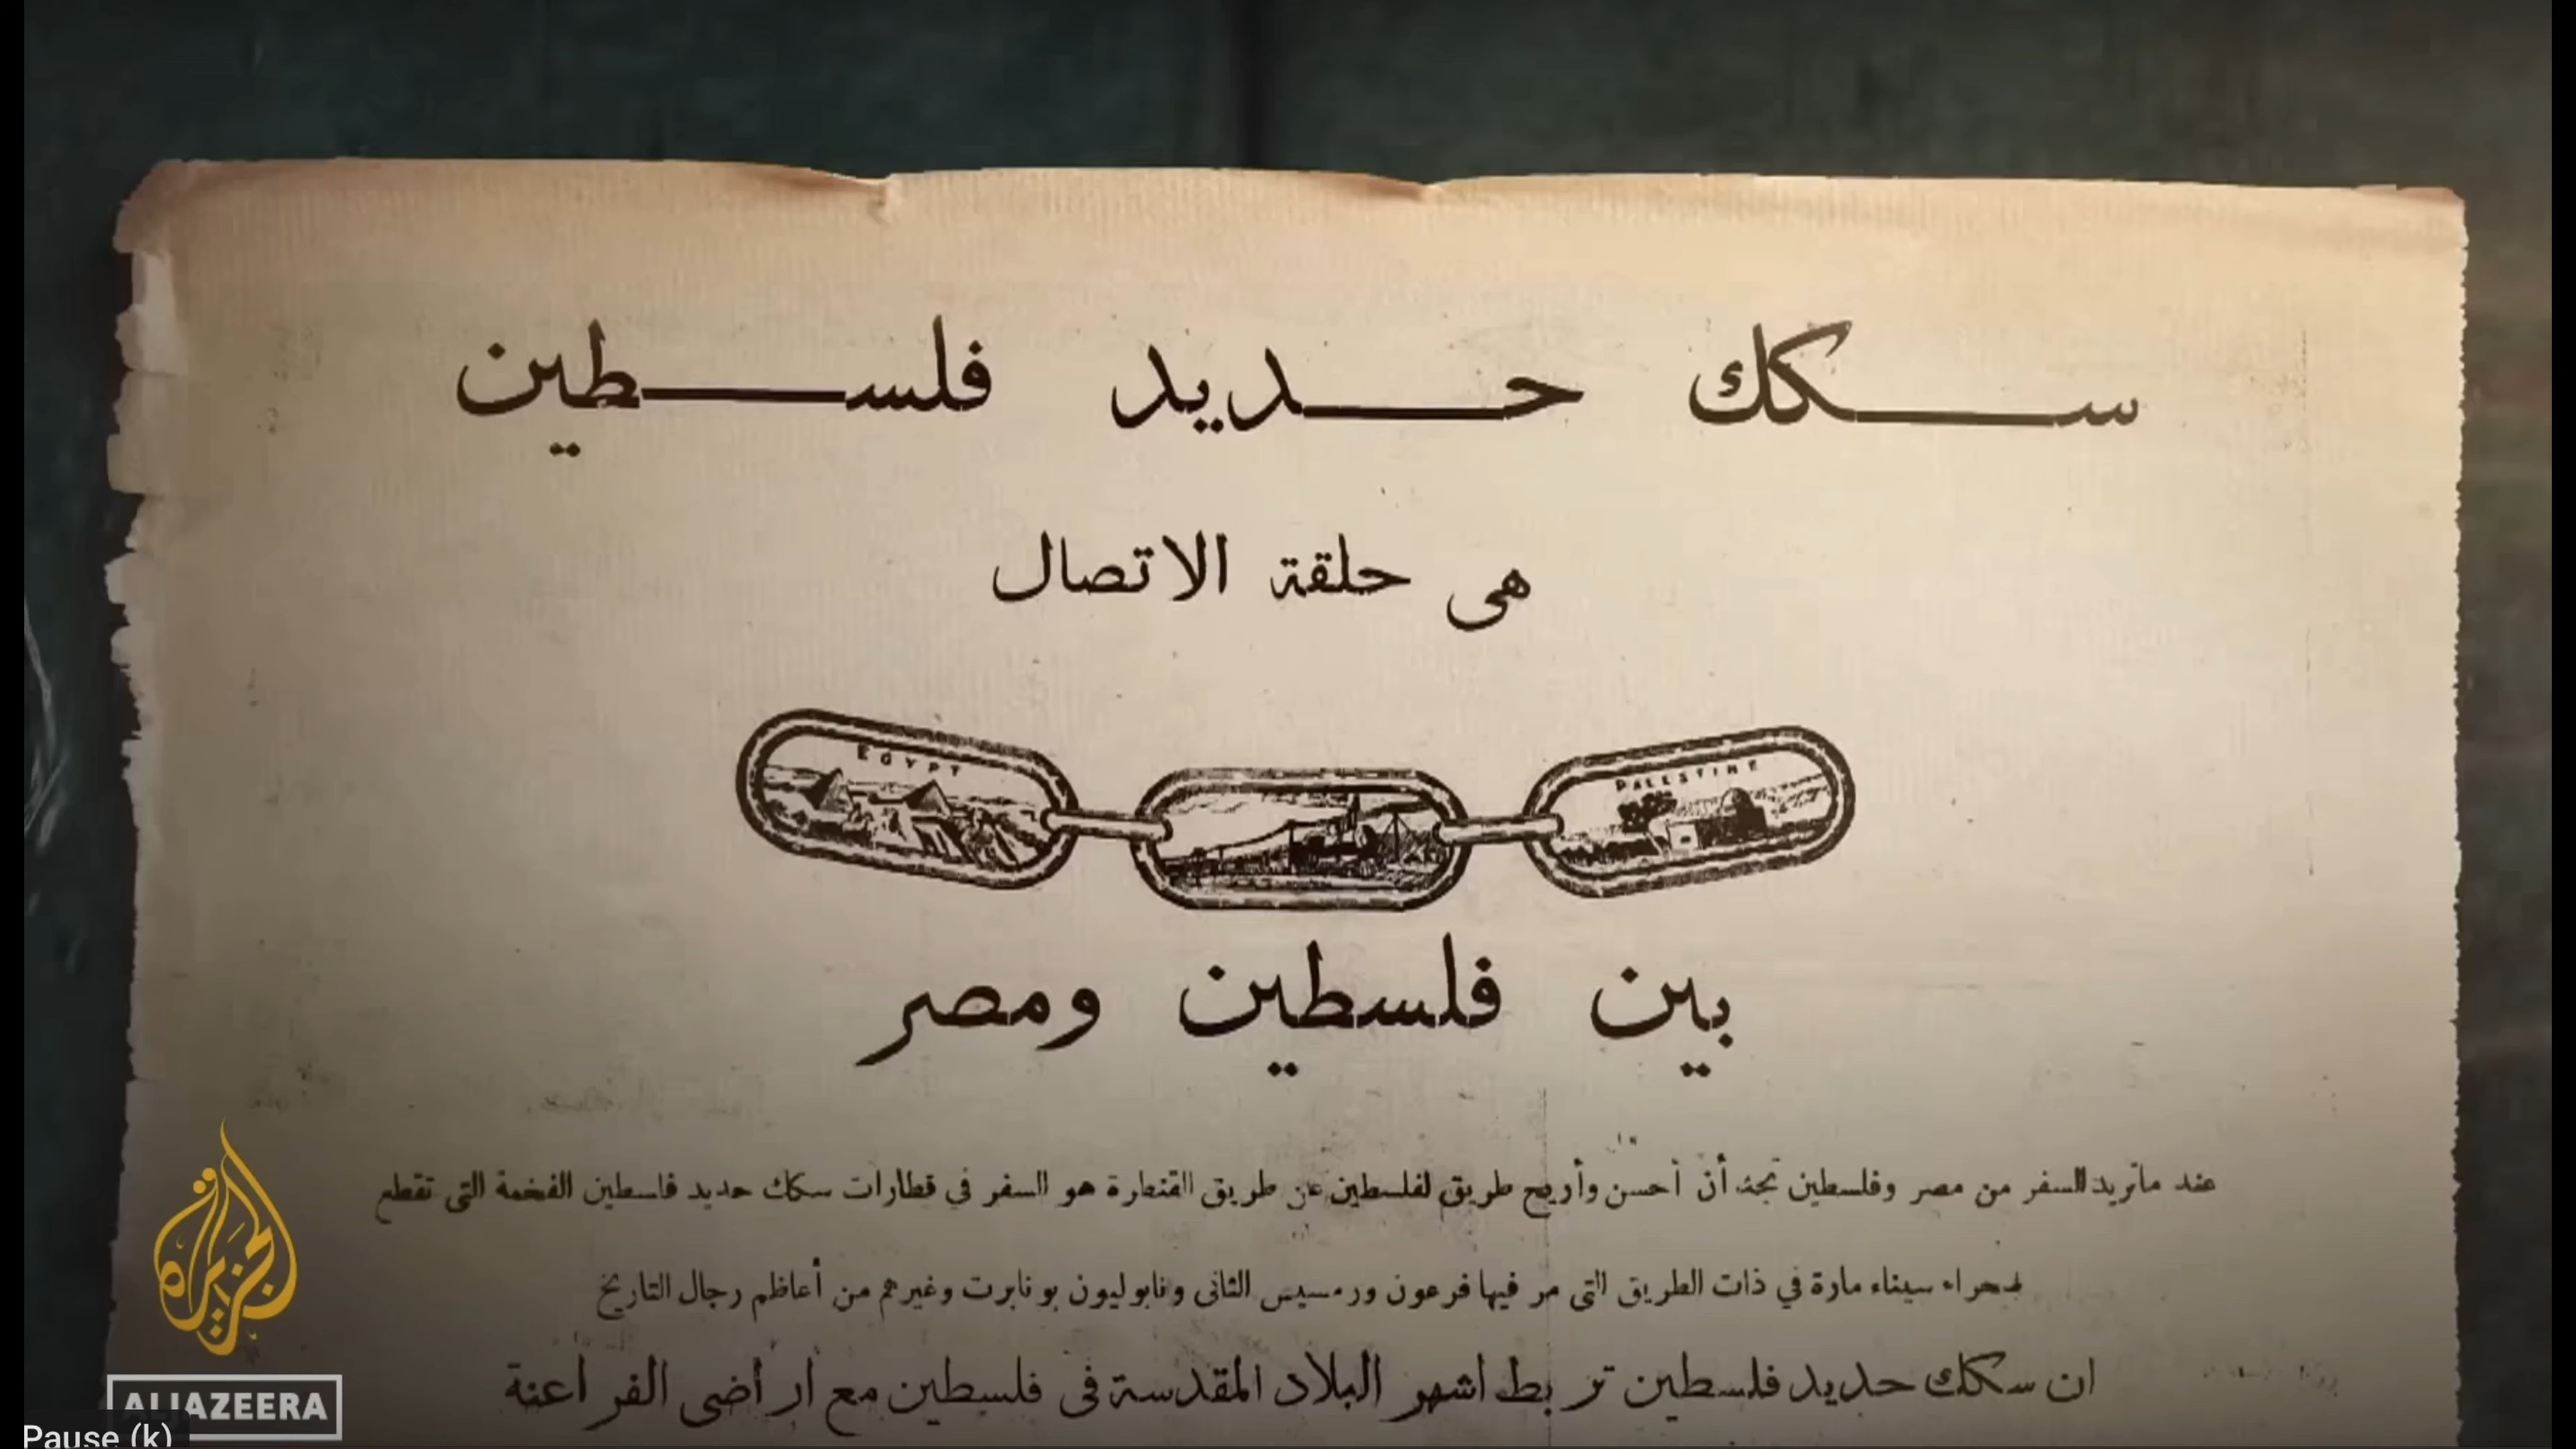 سكك حديد فلسطين
هى حلقة الاتصال
EGYPT
PALESTINE
بين فلسطين ومصر
عند ماتريد السفر من مصر وفلسطين تجد أن أحسن وأريح طريق لفلسطين عن طريق القنطرة هو السفر في قطارات سكك حديد فلسطين الفخمة التى تقطع
صحراء سيناء مارة في ذات الطريق التى مر فيها فرعون ورمسيس الثانى ونابوليون بونابرت وغيرهم من أعاظم رجال التاريخ
ان سكك حديد فلسطين تربط اشهر البلاد المقدسة فى فلسطين مع اراضى الفراعنة
الجزيرة
ALJAZEERA
Pause (k)